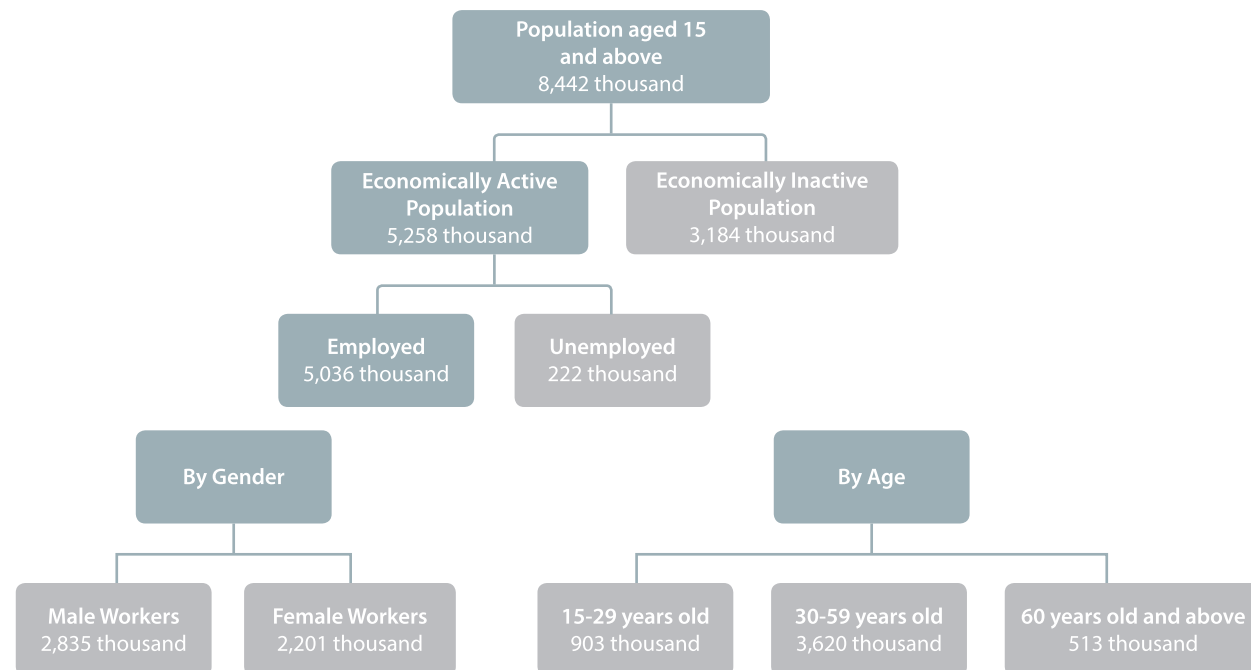 Population aged 15
and above
8,442 thousand
Economically Active
Population
5,258 thousand
Economically Inactive
Population
3,184 thousand
Employed
5,036 thousand
Unemployed
222 thousand
By Gender
By Age
Male Workers
2,835 thousand
Female Workers
2,201 thousand
15-29 years old
903 thousand
30-59 years old
3,620 thousand
60 years old and above
513 thousand